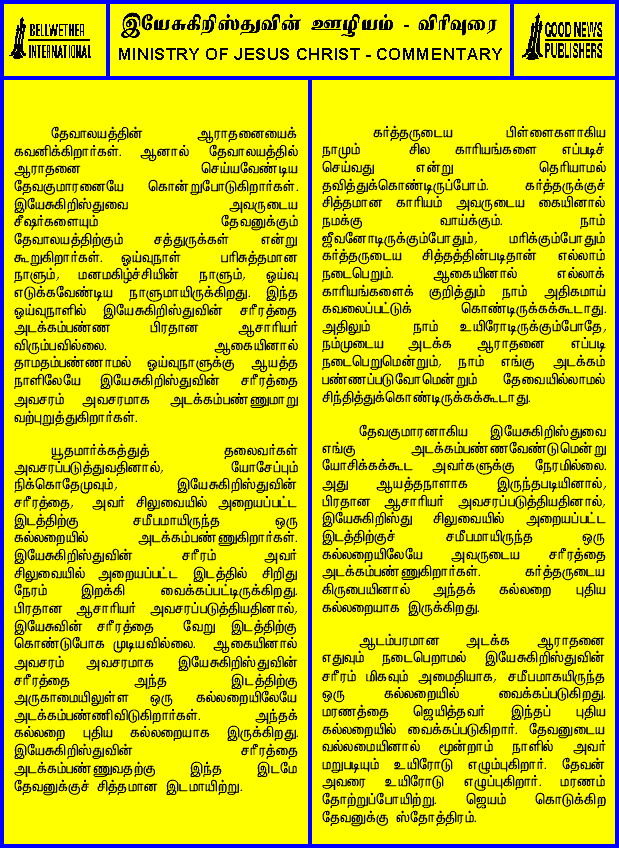 BELLWETHER
INTERNATIONAL
இயேசுகிறிஸ்துவின் ஊழியம் - விரிவுரை
MINISTRY OF JESUS CHRIST - COMMENTARY
GOOD NEWS
PUBLISHERS
தேவாலயத்தின் ஆராதனையைக்
கவனிக்கிறார்கள். ஆனால் தேவாலயத்தில்
ஆராதனை செய்யவேண்டிய
தேவகுமாரனையே கொன்றுபோடுகிறார்கள்.
இயேசுகிறிஸ்துவை அவருடைய
சீஷர்களையும் தேவனுக்கும்
தேவாலயத்திற்கும் சத்துருக்கள் என்று
கூறுகிறார்கள். ஓய்வுநாள் பரிசுத்தமான
நாளும், மனமகிழ்ச்சியின் நாளும், ஓய்வு
எடுக்கவேண்டிய நாளுமாயிருக்கிறது. இந்த
ஓய்வுநாளில் இயேசுகிறிஸ்துவின் சரீரத்தை
அடக்கம்பண்ண பிரதான ஆசாரியர்
விரும்பவில்லை. ஆகையினால்
தாமதம்பண்ணாமல் ஓய்வுநாளுக்கு ஆயத்த
நாளிலேயே இயேசுகிறிஸ்துவின் சரீரத்தை
அவசரம் அவசரமாக அடக்கம்பண்ணுமாறு
வற்புறுத்துகிறார்கள்.
யூதமார்க்கத்துத் தலைவர்கள்
அவசரப்படுத்துவதினால், யோசேப்பும்
நிக்கொதேமுவும், இயேசுகிறிஸ்துவின்
சரீரத்தை, அவர் சிலுவையில் அறையப்பட்ட
இடத்திற்கு சமீபமாயிருந்த ஒரு
கல்லறையில் அடக்கம்பண்ணுகிறார்கள்.
இயேசுகிறிஸ்துவின் சரீரம் அவர்
சிலுவையில் அறையப்பட்ட இடத்தில் சிறிது
நேரம் இறக்கி வைக்கப்பட்டிருக்கிறது.
பிரதான ஆசாரியர் அவசரப்படுத்தியதினால்,
இயேசுவின் சரீரத்தை வேறு இடத்திற்கு
கொண்டுபோக முடியவில்லை. ஆகையினால்
அவசரம் அவசரமாக இயேசுகிறிஸ்துவின்
சரீரத்தை அந்த இடத்திற்கு
அருகாமையிலுள்ள ஒரு கல்லறையிலேயே
அடக்கம்பண்ணிவிடுகிறார்கள். அந்தக்
கல்லறை புதிய கல்லறையாக இருக்கிறது.
இயேசுகிறிஸ்துவின் சரீரத்தை
அடக்கம்பண்ணுவதற்கு இந்த இடமே
தேவனுக்குச் சித்தமான இடமாயிற்று.
கர்த்தருடைய பிள்ளைகளாகிய
நாமும் சில காரியங்களை எப்படிச்
செய்வது என்று தெரியாமல்
தவித்துக்கொண்டிருப்போம். கர்த்தருக்குச்
சித்தமான காரியம் அவருடைய கையினால்
நமக்கு வாய்க்கும். நாம்
ஜீவனோடிருக்கும்போதும், மரிக்கும்போதும்
கர்த்தருடைய சித்தத்தின்படிதான் எல்லாம்
நடைபெறும். ஆகையினால் எல்லாக்
காரியங்களைக் குறித்தும் நாம் அதிகமாய்
கவலைப்பட்டுக் கொண்டிருக்கக்கூடாது.
அதிலும் நாம் உயிரோடிருக்கும்போதே,
நம்முடைய அடக்க ஆராதனை எப்படி
நடைபெறுமென்றும், நாம் எங்கு அடக்கம்
பண்ணப்படுவோமென்றும் தேவையில்லாமல்
சிந்தித்துக்கொண்டிருக்கக்கூடாது.
தேவகுமாரனாகிய இயேசுகிறிஸ்துவை
எங்கு அடக்கம்பண்ணவேண்டுமென்று
யோசிக்கக்கூட அவர்களுக்கு நேரமில்லை.
அது ஆயத்தநாளாக இருந்தபடியினால்,
பிரதான ஆசாரியர் அவசரப்படுத்தியதினால்,
இயேசுகிறிஸ்து சிலுவையில் அறையப்பட்ட
இடத்திற்குச் சமீபமாயிருந்த ஒரு
கல்லறையிலேயே அவருடைய சரீரத்தை
அடக்கம்பண்ணுகிறார்கள். கர்த்தருடைய
கிருபையினால் அந்தக் கல்லறை புதிய
கல்லறையாக இருக்கிறது.
ஆடம்பரமான அடக்க ஆராதனை
எதுவும் நடைபெறாமல் இயேசுகிறிஸ்துவின்
சரீரம் மிகவும் அமைதியாக, சமீபமாகயிருந்த
ஒரு கல்லறையில் வைக்கப்படுகிறது.
மரணத்தை ஜெயித்தவர் இந்தப் புதிய
கல்லறையில் வைக்கப்படுகிறார். தேவனுடைய
வல்லமையினால் மூன்றாம் நாளில் அவர்
மறுபடியும் உயிரோடு எழும்புகிறார். தேவன்
அவரை உயிரோடு எழுப்புகிறார். மரணம்
தோற்றுப்போயிற்று. ஜெயம் கொடுக்கிற
தேவனுக்கு ஸ்தோத்திரம்.